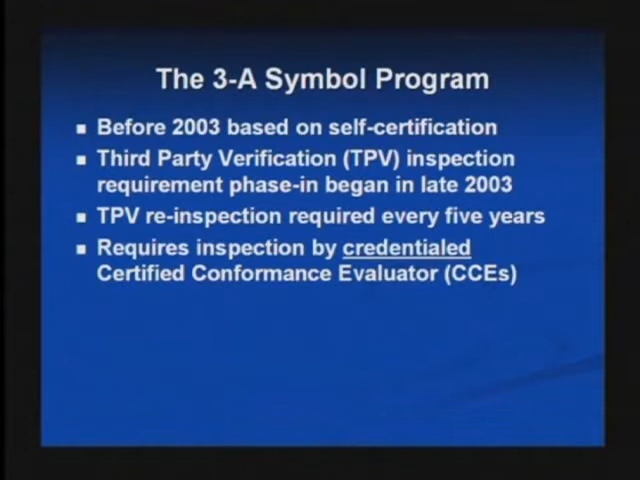 The 3-A Symbol Program
▪ Before 2003 based on self-certification
▪ Third Party Verification (TPV) inspection
requirement phase-in began in late 2003
▪ TPV re-inspection required every five years
▪ Requires inspection by credentialed
Certified Conformance Evaluator (CCEs)